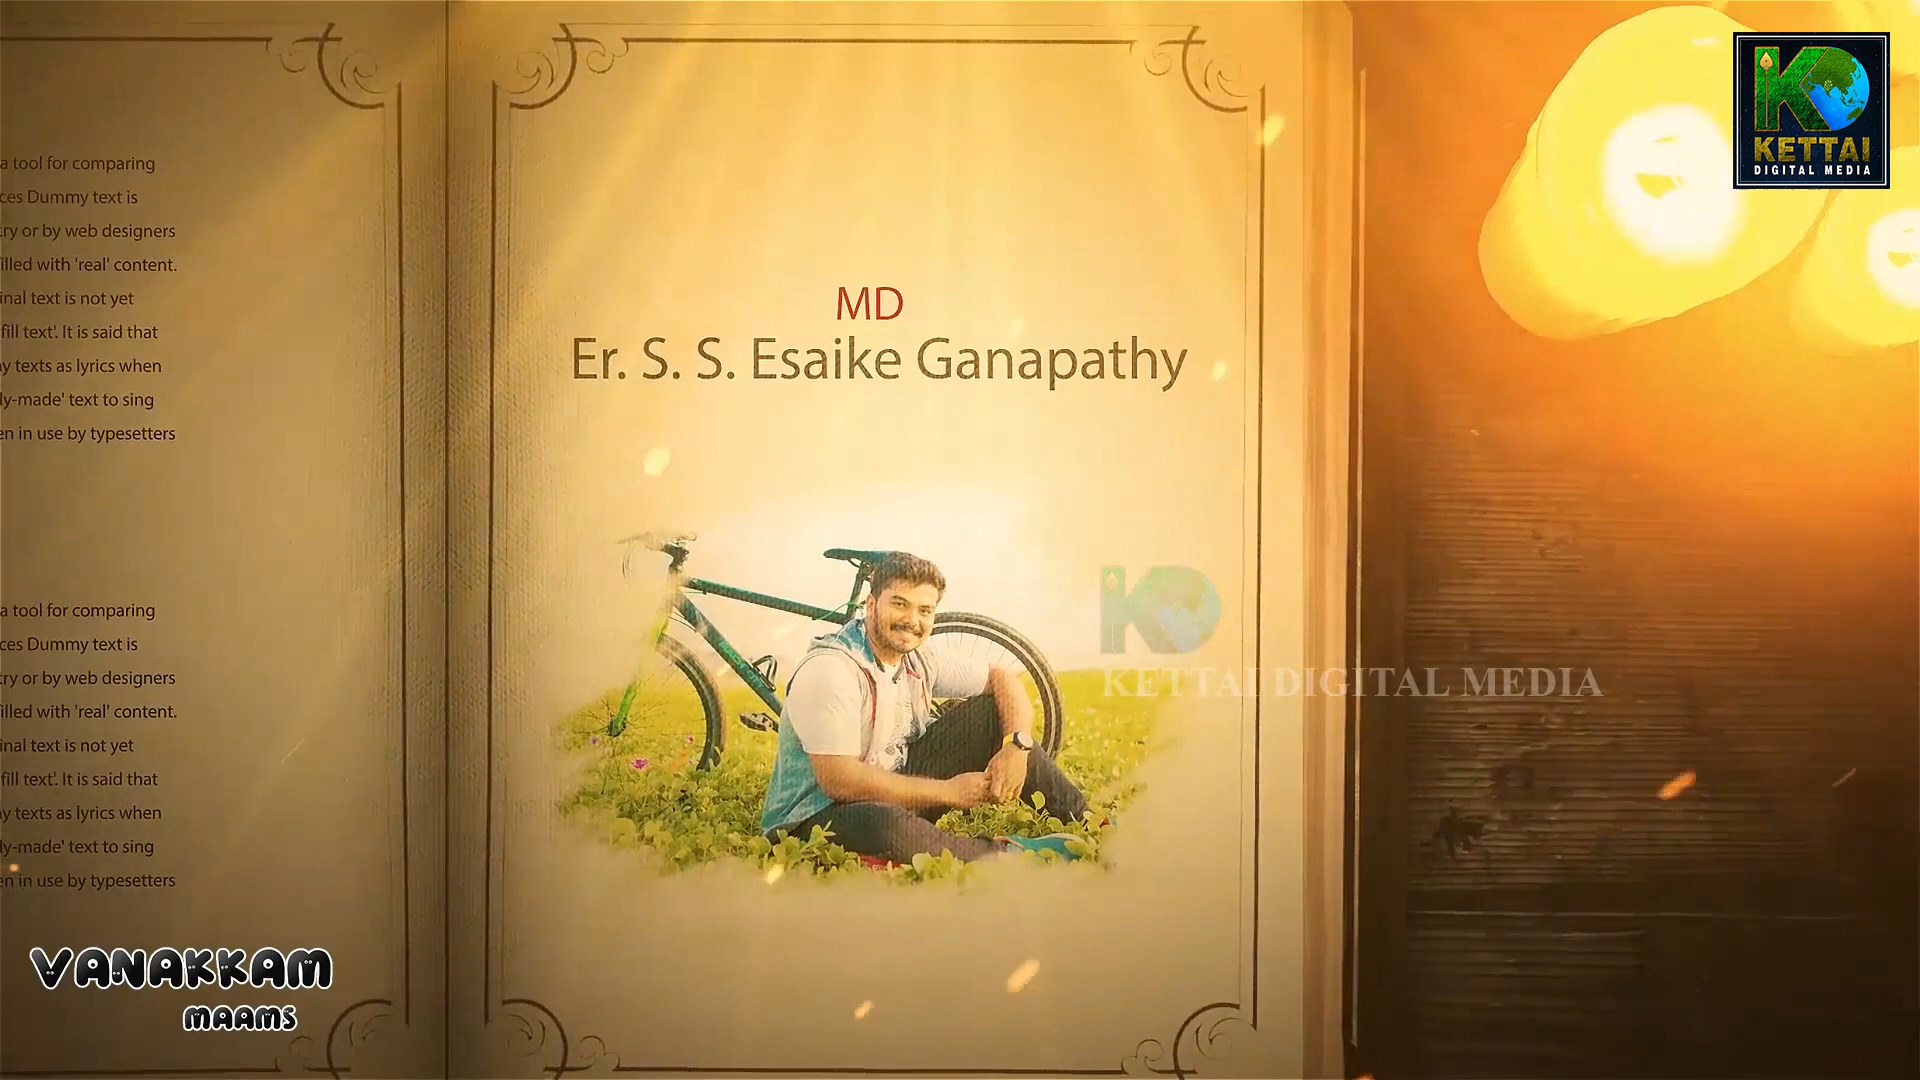 a tool for comparing
ces Dummy text is
try or by web designers
illed with 'real' content.
inal text is not yet
fill text'. It is said that
y texts as lyrics when
ly-made' text to sing
en in use by typesetters
a tool for comparing
ces Dummy text is
try or by web designers
illed with 'real' content.
inal text is not yet
fill text'. It is said that
y texts as lyrics when
ly-made' text to sing
en in use by typesetters
MD
Er. S. S. Esaike Ganapathy
KD
KETTAI DIGITAL MEDIA
KD
KETTAI
DIGITAL MEDIA
VANAKKAM
MAAMS